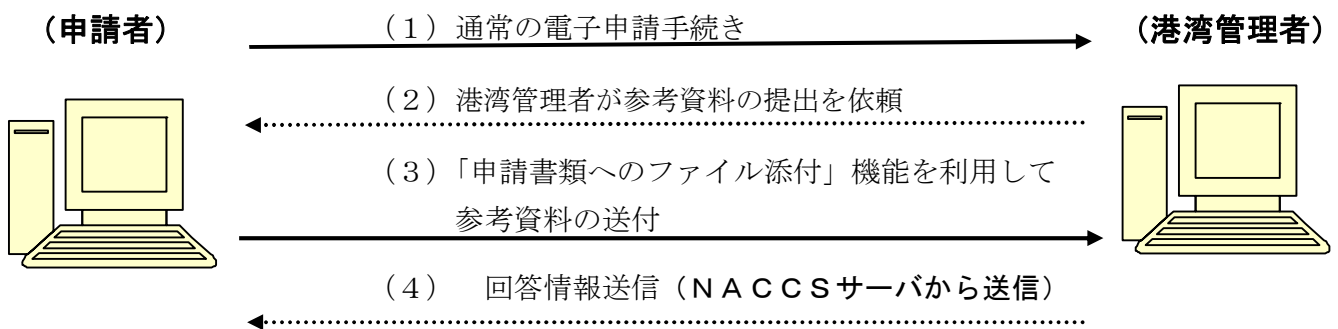 （申請者）
（１）通常の電子申請手続き
（港湾管理者）
（２）港湾管理者が参考資料の提出を依頼
（３）「申請書類へのファイル添付」機能を利用して
参考資料の送付
（４）　回答情報送信（ＮＡＣＣＳサーバから送信）